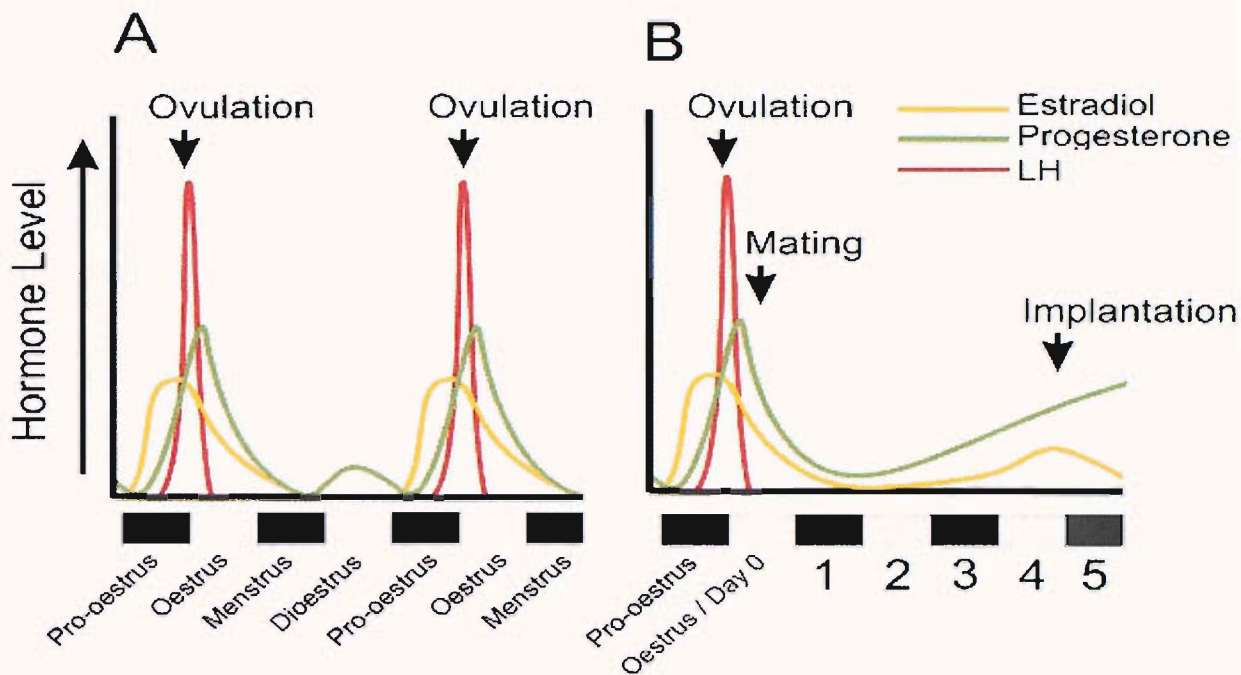 A
Ovulation
Ovulation
Hormone Level
Pro-oestrus
Oestrus
Menstrus
Dioestrus
Pro-oestrus
Oestrus
Menstrus
B
Ovulation
Estradiol
Progesterone
LH
Mating
Implantation
Pro-oestrus
Oestrus / Day 0
1
2
3
4
5